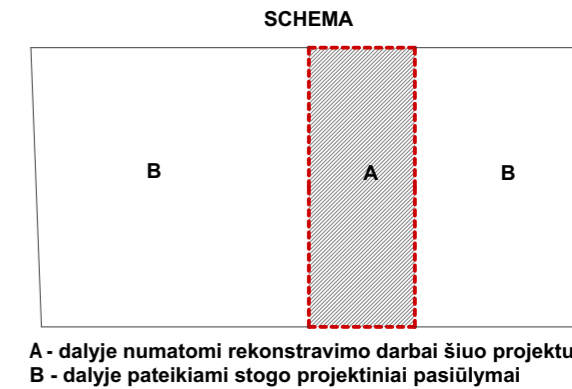 SCHEMA
B
A
B
A - dalyje numatomi rekonstravimo darbai šiuo projektu
B - dalyje pateikiami stogo projektiniai pasiūlymai